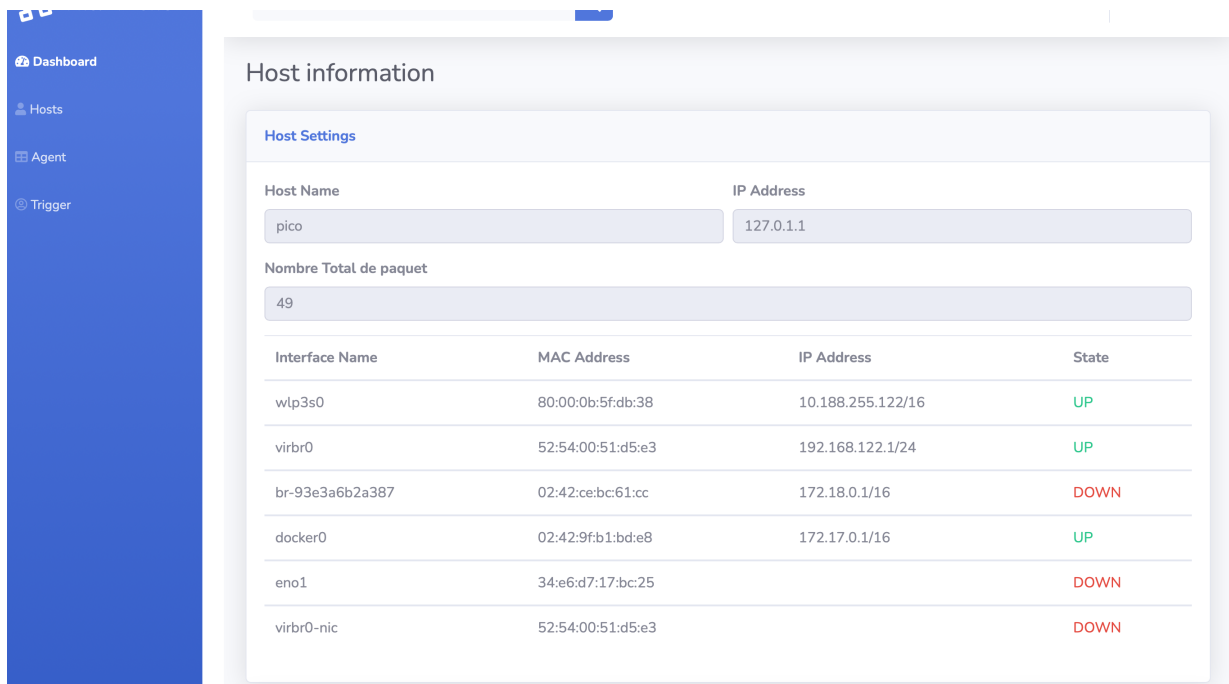 Dashboard
Hosts
Agent
Trigger
Host information
Host Settings
Host Name IP Address
pico 127.0.1.1
Nombre Total de paquet
49
Interface Name MAC Address IP Address State
wlp3s0 80:00:0b:5f:db:38 10.188.255.122/16 UP
virbr0 52:54:00:51:d5:e3 192.168.122.1/24 UP
br-93e3a6b2a387 02:42:ce:bc:61:cc 172.18.0.1/16 DOWN
docker0 02:42:9f:b1:bd:e8 172.17.0.1/16 UP
eno1 34:e6:d7:17:bc:25 DOWN
virbr0-nic 52:54:00:51:d5:e3 DOWN